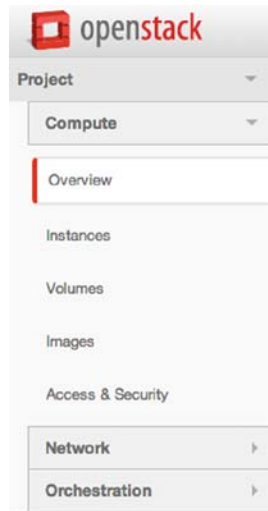 openstack
Project
Compute
Overview
Instances
Volumes
Images
Access & Security
Network
Orchestration